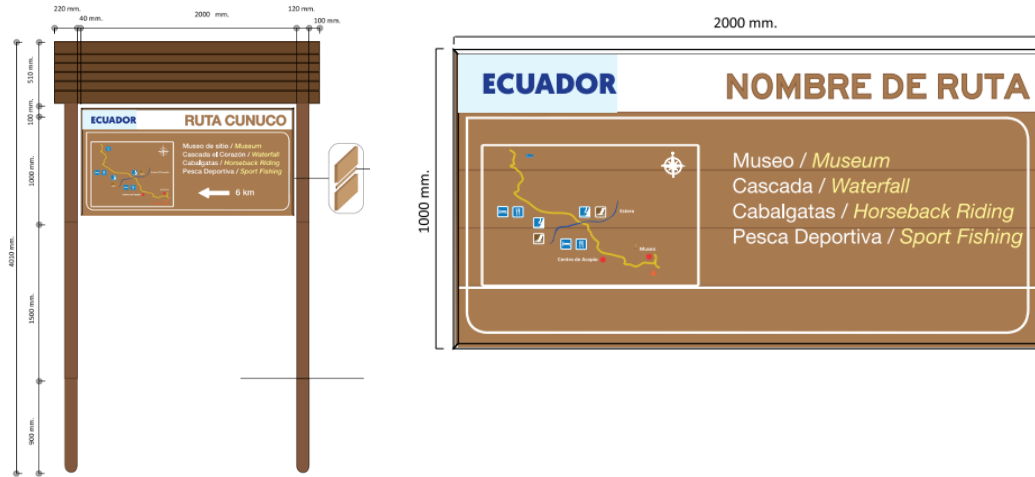 220 mm.
40 mm.
2000 mm.
120 mm.
100 mm.
510 mm.
100 mm.
1000 mm.
4010 mm.
1500 mm.
900 mm.
ECUADOR
RUTA CUNUCO
Museo de sitio / Museum
Cascada el Corazón / Waterfall
Cabalgatas / Horseback Riding
Pesca Deportiva / Sport Fishing
6 km
2000 mm.
1000 mm.
ECUADOR
NOMBRE DE RUTA
Museo / Museum
Cascada / Waterfall
Cabalgatas / Horseback Riding
Pesca Deportiva / Sport Fishing
Museo
Centro de Acopio